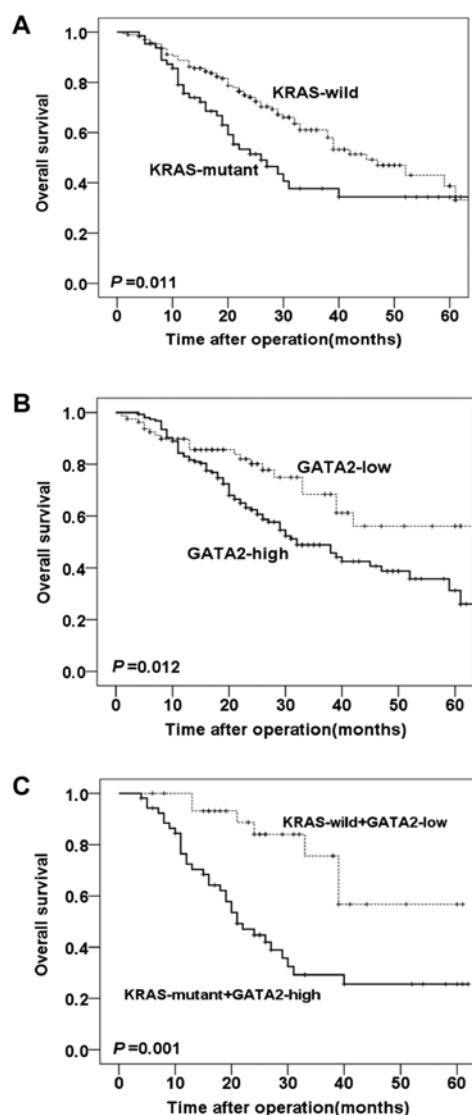 A
Overall survival
1.0
0.8
0.6
0.4
0.2
0.0
KRAS-wild
KRAS-mutant
P=0.011
0 10 20 30 40 50 60
Time after operation(months)
B
Overall survival
1.0
0.8
0.6
0.4
0.2
0.0
GATA2-low
GATA2-high
P=0.012
0 10 20 30 40 50 60
Time after operation(months)
C
Overall survival
1.0
0.8
0.6
0.4
0.2
0.0
KRAS-wild+GATA2-low
KRAS-mutant+GATA2-high
P=0.001
0 10 20 30 40 50 60
Time after operation(months)